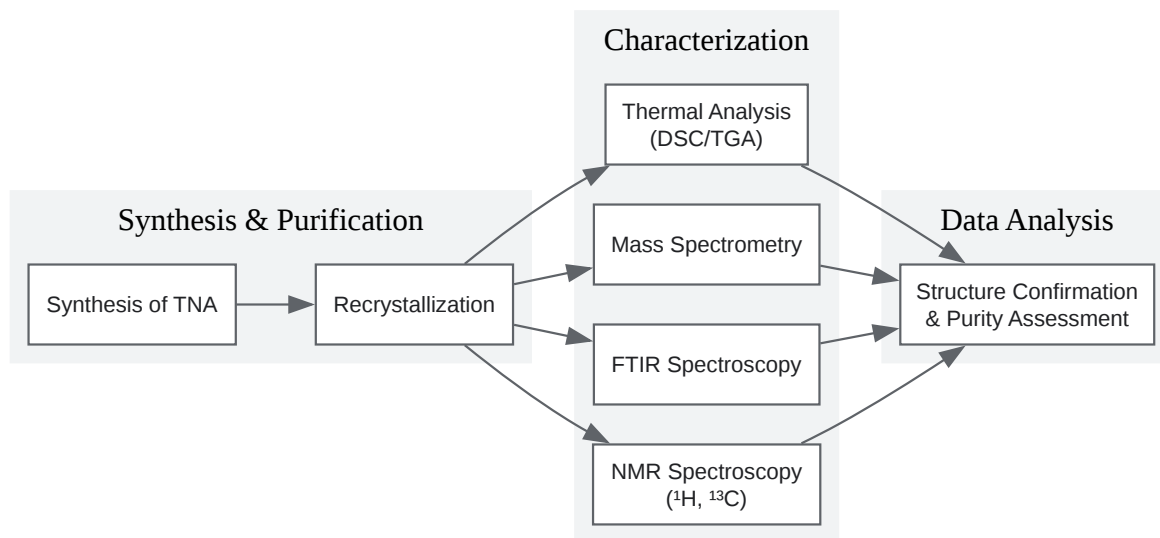 Characterization
Thermal Analysis
(DSC/TGA)
Synthesis & Purification
Mass Spectrometry
Data Analysis
Synthesis of TNA
Recrystallization
Structure Confirmation
& Purity Assessment
FTIR Spectroscopy
NMR Spectroscopy
(¹H, ¹³C)